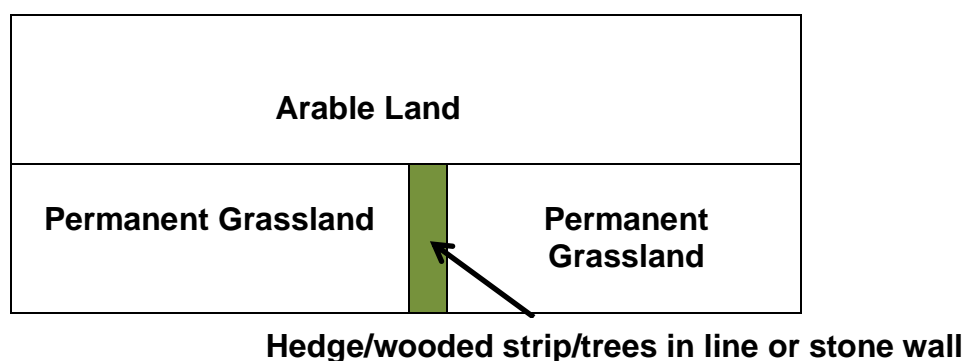 Arable Land
Permanent Grassland
Permanent
Grassland
Hedge/wooded strip/trees in line or stone wall